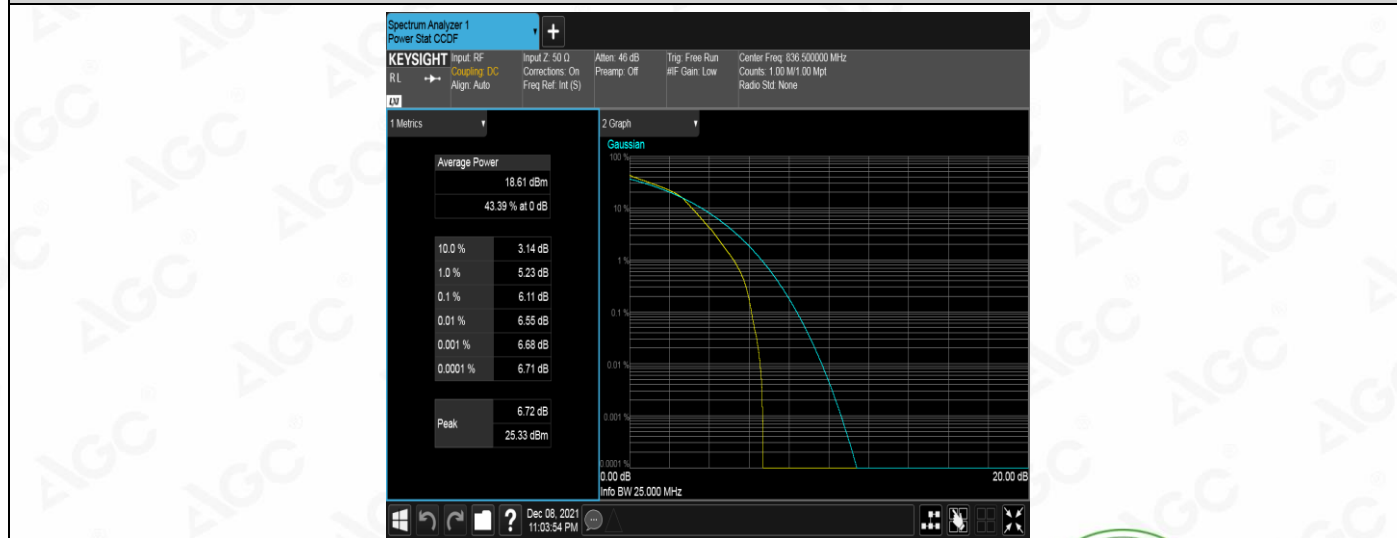 Spectrum Analyzer 1
Power Stat CCDF
+
KEYSIGHT
RL
LXI
Input: RF
Coupling: DC
Align: Auto
Input Z: 50 Ω
Corrections: On
Freq Ref: Int (S)
Atten: 46 dB
Preamp: Off
Trig: Free Run
#IF Gain: Low
Center Freq: 836.500000 MHz
Counts: 1.00 M/1.00 Mpt
Radio Std: None
1 Metrics
Average Power
18.61 dBm
43.39 % at 0 dB
10.0 % 3.14 dB
1.0 % 5.23 dB
0.1 % 6.11 dB
0.01 % 6.55 dB
0.001 % 6.68 dB
0.0001 % 6.71 dB
Peak
6.72 dB
25.33 dBm
2 Graph
Gaussian
100 %
10 %
1 %
0.1 %
0.01 %
0.001 %
0.0001 %
0.00 dB 20.00 dB
Info BW 25.000 MHz
?
Dec 08, 2021
11:03:54 PM
AGC